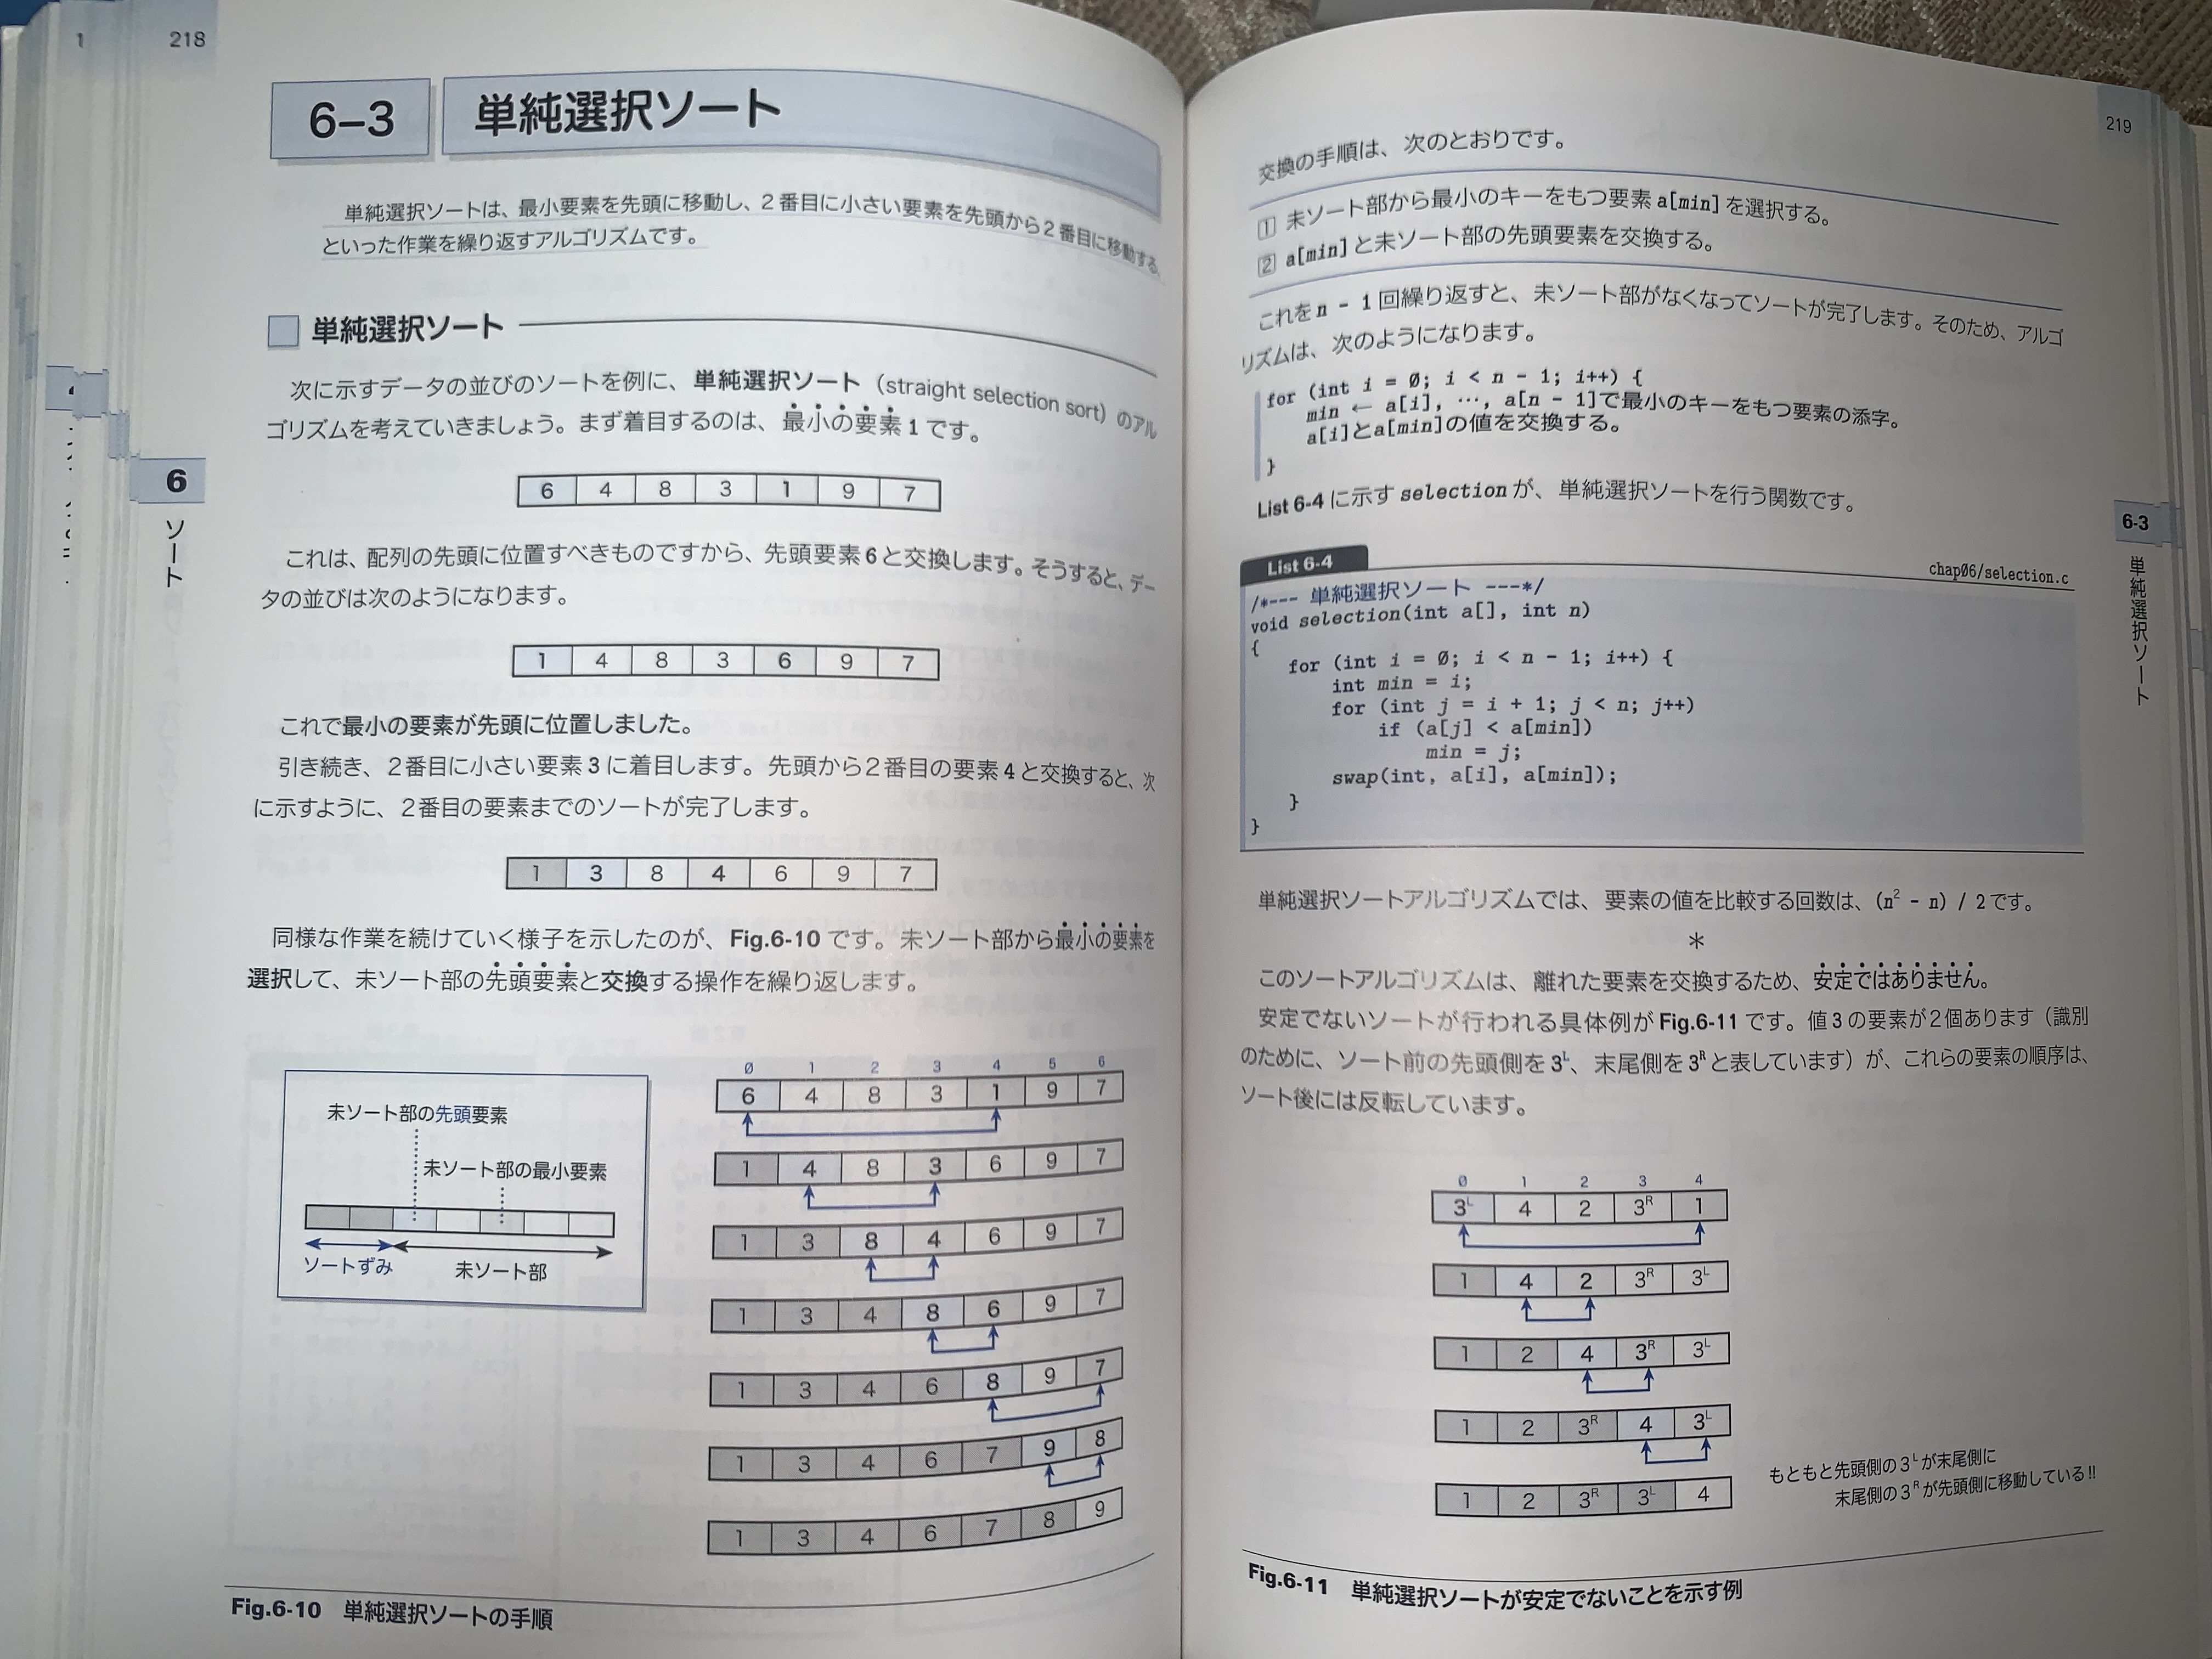 1
218
6-3 単純選択ソート
単純選択ソートは、最小要素を先頭に移動し、2番目に小さい要素を先頭から2番目に移動する、
といった作業を繰り返すアルゴリズムです。
単純選択ソート
次に示すデータの並びのソートを例に、単純選択ソート（straight selection sort）のアル
ゴリズムを考えていきましょう。まず着目するのは、最小の要素1です。
6 4 8 3 1 9 7
これは、配列の先頭に位置すべきものですから、先頭要素6と交換します。そうすると、デー
タの並びは次のようになります。
1 4 8 3 6 9 7
これで最小の要素が先頭に位置しました。
引き続き、2番目に小さい要素3に着目します。先頭から2番目の要素4と交換すると、次
に示すように、2番目の要素までのソートが完了します。
1 3 8 4 6 9 7
同様な作業を続けていく様子を示したのが、Fig.6-10です。未ソート部から最小の要素を
選択して、未ソート部の先頭要素と交換する操作を繰り返します。
未ソート部の先頭要素
未ソート部の最小要素
ソートずみ 未ソート部
0 1 2 3 4 5 6
6 4 8 3 1 9 7
1 4 8 3 6 9 7
1 3 8 4 6 9 7
1 3 4 8 6 9 7
1 3 4 6 8 9 7
1 3 4 6 7 9 8
1 3 4 6 7 8 9
Fig.6-10 単純選択ソートの手順
6
ソート
219
交換の手順は、次のとおりです。
1 未ソート部から最小のキーをもつ要素a[min]を選択する。
2 a[min]と未ソート部の先頭要素を交換する。
これをn - 1回繰り返すと、未ソート部がなくなってソートが完了します。そのため、アルゴ
リズムは、次のようになります。
for (int i = 0; i < n - 1; i++) {
min ← a[i], …, a[n - 1]で最小のキーをもつ要素の添字。
a[i]とa[min]の値を交換する。
}
List 6-4に示すselectionが、単純選択ソートを行う関数です。
List 6-4
chap06/selection.c
/*--- 単純選択ソート ---*/
void selection(int a[], int n)
{
for (int i = 0; i < n - 1; i++) {
int min = i;
for (int j = i + 1; j < n; j++)
if (a[j] < a[min])
min = j;
swap(int, a[i], a[min]);
}
}
単純選択ソートアルゴリズムでは、要素の値を比較する回数は、(n² - n) / 2です。
＊
このソートアルゴリズムは、離れた要素を交換するため、安定ではありません。
安定でないソートが行われる具体例がFig.6-11です。値3の要素が2個あります（識別
のために、ソート前の先頭側を3ᴸ、末尾側を3ᴿと表しています）が、これらの要素の順序は、
ソート後には反転しています。
0 1 2 3 4
3ᴸ 4 2 3ᴿ 1
1 4 2 3ᴿ 3ᴸ
1 2 4 3ᴿ 3ᴸ
1 2 3ᴿ 4 3ᴸ
1 2 3ᴿ 3ᴸ 4
もともと先頭側の3ᴸが末尾側に
末尾側の3ᴿが先頭側に移動している!!
Fig.6-11 単純選択ソートが安定でないことを示す例
6-3
単純選択ソート